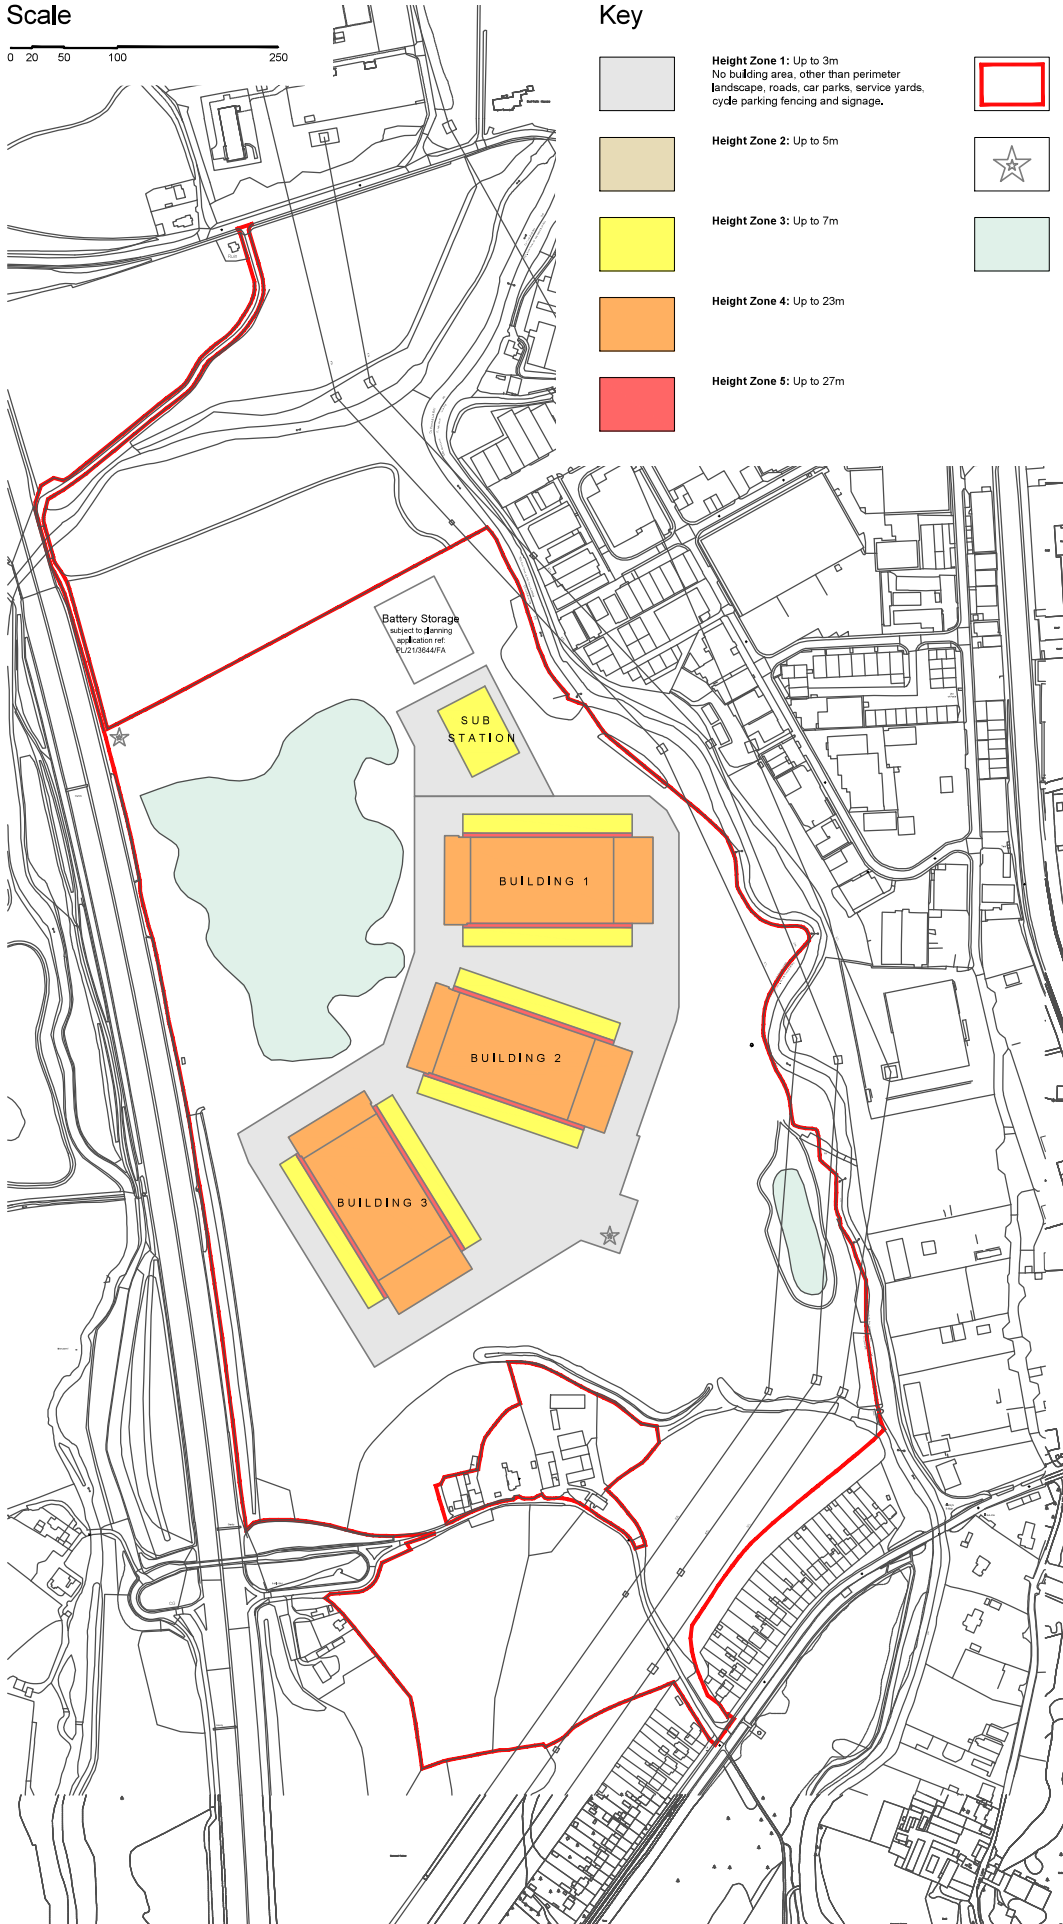 Scale
0 20 50 100 250
Key
Height Zone 1: Up to 3m
No building area, other than perimeter
landscape, roads, car parks, service yards,
cycle parking fencing and signage.
Height Zone 2: Up to 5m
Height Zone 3: Up to 7m
Height Zone 4: Up to 23m
Height Zone 5: Up to 27m
Battery Storage
subject to planning
application ref:
PL/21/3644/FA
SUB
STATION
BUILDING 1
BUILDING 2
BUILDING 3